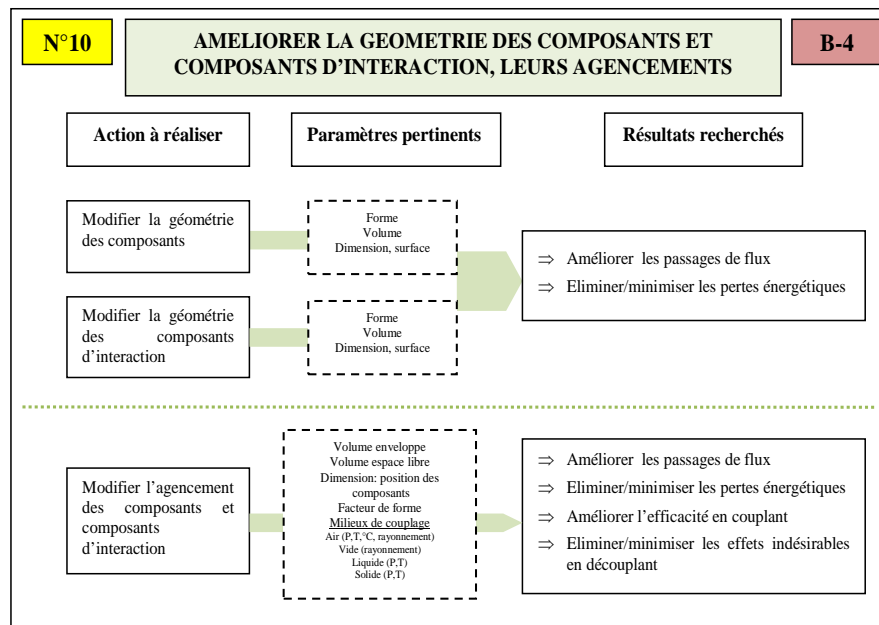 N°10
AMELIORER LA GEOMETRIE DES COMPOSANTS ET
COMPOSANTS D'INTERACTION, LEURS AGENCEMENTS
B-4
Action à réaliser
Paramètres pertinents
Résultats recherchés
Modifier la géométrie
des composants
Forme
Volume
Dimension, surface
Modifier la géométrie
des composants
d'interaction
Forme
Volume
Dimension, surface
⇒ Améliorer les passages de flux
⇒ Eliminer/minimiser les pertes énergétiques
Modifier l'agencement
des composants et
composants
d'interaction
Volume enveloppe
Volume espace libre
Dimension: position des
composants
Facteur de forme
Milieux de couplage
Air (P,T,°C, rayonnement)
Vide (rayonnement)
Liquide (P,T)
Solide (P,T)
⇒ Améliorer les passages de flux
⇒ Eliminer/minimiser les pertes énergétiques
⇒ Améliorer l'efficacité en couplant
⇒ Eliminer/minimiser les effets indésirables
en découplant